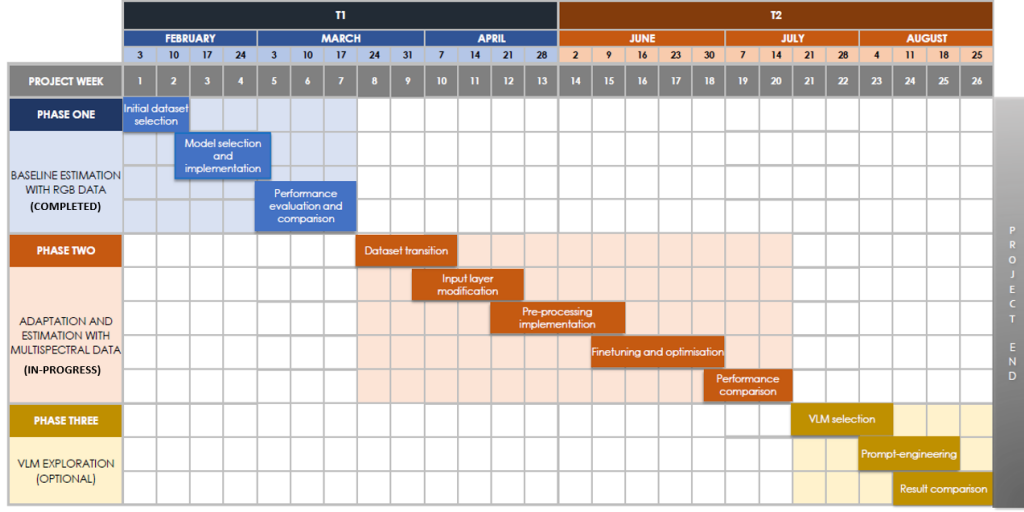 T1 T2
FEBRUARY MARCH APRIL JUNE JULY AUGUST
3 10 17 24 3 10 17 24 31 7 14 21 28 2 9 16 23 30 7 14 21 28 4 11 18 25
PROJECT WEEK 1 2 3 4 5 6 7 8 9 10 11 12 13 14 15 16 17 18 19 20 21 22 23 24 25 26
PHASE ONE
Initial dataset
selection
BASELINE ESTIMATION
WITH RGB DATA
(COMPLETED)
Model selection
and
implementation
Performance
evaluation and
comparison
PHASE TWO
Dataset transition
ADAPTATION AND
ESTIMATION WITH
MULTISPECTRAL DATA
(IN-PROGRESS)
Input layer
modification
Pre-processing
implementation
Finetuning and optimisation
Performance
comparison
PHASE THREE
VLM selection
VLM EXPLORATION
(OPTIONAL)
Prompt-engineering
Result comparison
PROJECT END